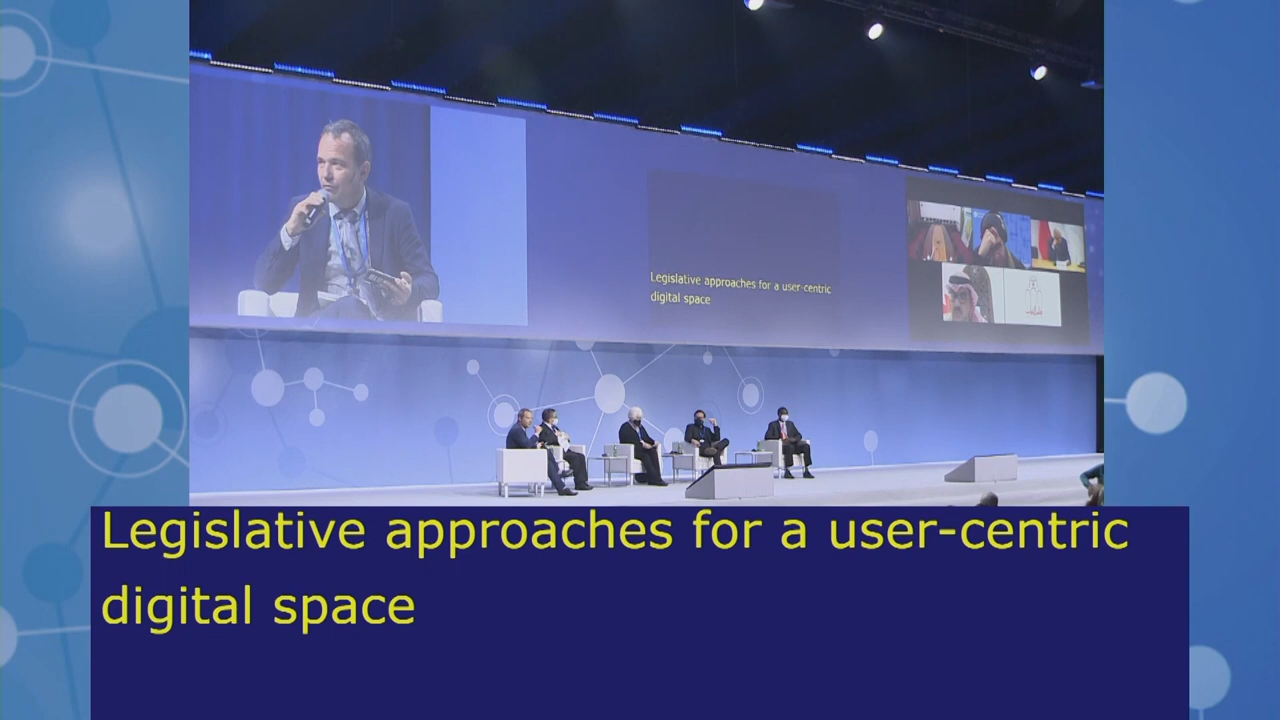 Legislative approaches for a user-centric
digital space
Legislative approaches for a user-centric
digital space